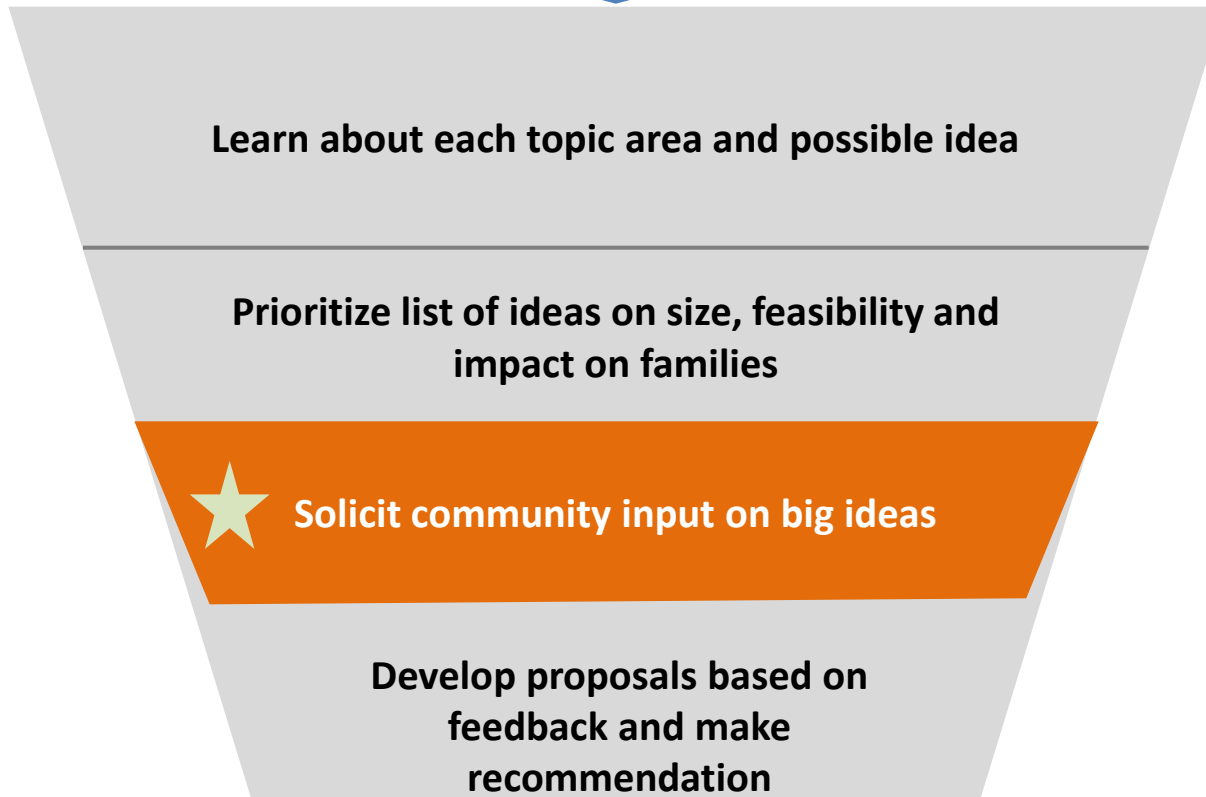 Learn about each topic area and possible idea
Prioritize list of ideas on size, feasibility and
impact on families
Solicit community input on big ideas
Develop proposals based on
feedback and make
recommendation